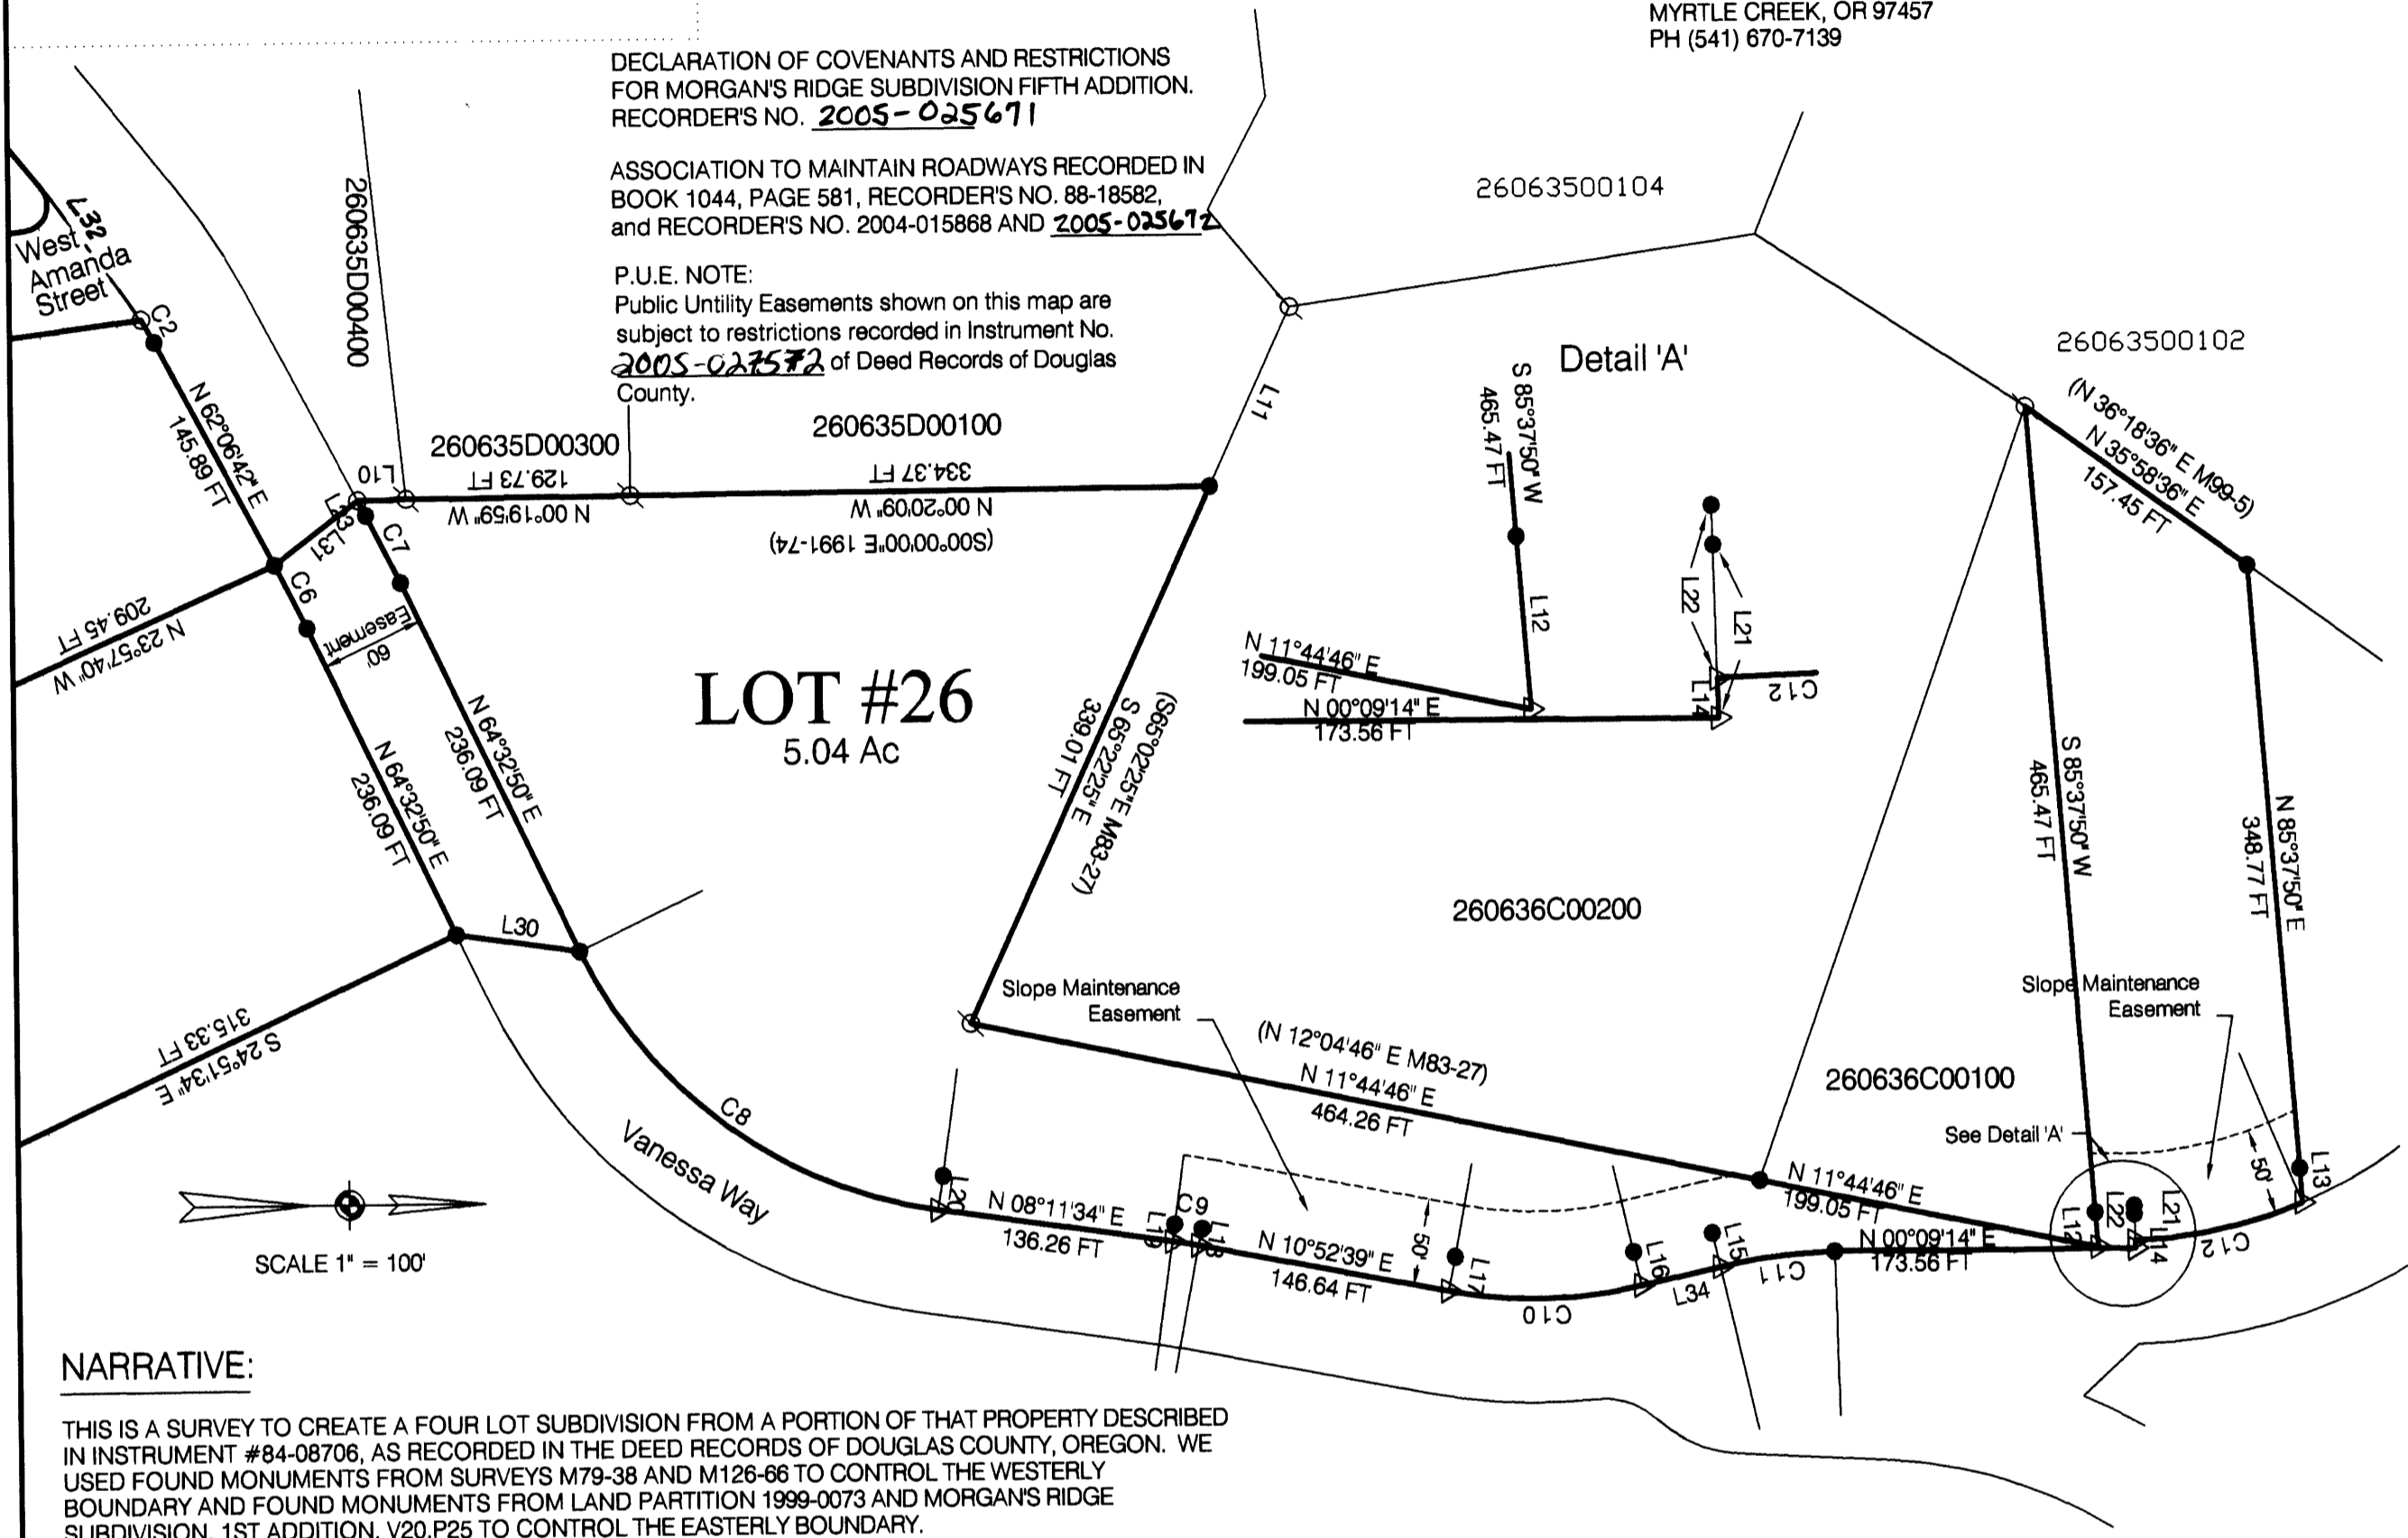 MYRTLE CREEK, OR 97457
PH (541) 670-7139
DECLARATION OF COVENANTS AND RESTRICTIONS
FOR MORGAN'S RIDGE SUBDIVISION FIFTH ADDITION.
RECORDER'S NO. 2005-025671
ASSOCIATION TO MAINTAIN ROADWAYS RECORDED IN
BOOK 1044, PAGE 581, RECORDER'S NO. 88-18582,
and RECORDER'S NO. 2004-015868 AND 2005-025672
P.U.E. NOTE:
Public Untility Easements shown on this map are
subject to restrictions recorded in Instrument No.
2005-027572 of Deed Records of Douglas
County.
26063500104
26063500102
L32
West
Amanda
Street
C2
260635D00400
N 62°06'42" E
145.89 FT
L10
260635D00300
129.73 FT
N 00°19'59" W
260635D00100
334.37 FT
N 00°20'09" W
(S00°00'00"E 1991-74)
L11
L33
L31
C7
C6
Easement
60'
209.45 FT
N 23°57'40" W
N 64°32'50" E
236.09 FT
N 64°32'50" E
236.09 FT
LOT #26
5.04 Ac
(S65°02'25"E M83-27)
S 65°22'25" E
339.01 FT
Detail 'A'
S 85°37'50" W
465.47 FT
L12
N 11°44'46" E
199.05 FT
N 00°09'14" E
173.56 FT
L22
L21
L14
C12
(N 36°18'36" E M99-5)
N 35°58'36" E
157.45 FT
S 85°37'50" W
465.47 FT
N 85°37'50" E
348.77 FT
L30
315.33 FT
S 24°51'34" E
260636C00200
Slope Maintenance
Easement
Slope Maintenance
Easement
(N 12°04'46" E M83-27)
N 11°44'46" E
464.26 FT
260636C00100
See Detail 'A'
C8
Vanessa Way
L20
N 08°11'34" E
136.26 FT
L19
C9
L18
N 10°52'39" E
146.64 FT
50'
L17
C10
L16
L34
L15
C11
N 11°44'46" E
199.05 FT
N 00°09'14" E
173.56 FT
L12
L22
L21
L14
C12
50'
L13
SCALE 1" = 100'
NARRATIVE:
THIS IS A SURVEY TO CREATE A FOUR LOT SUBDIVISION FROM A PORTION OF THAT PROPERTY DESCRIBED
IN INSTRUMENT #84-08706, AS RECORDED IN THE DEED RECORDS OF DOUGLAS COUNTY, OREGON. WE
USED FOUND MONUMENTS FROM SURVEYS M79-38 AND M126-66 TO CONTROL THE WESTERLY
BOUNDARY AND FOUND MONUMENTS FROM LAND PARTITION 1999-0073 AND MORGAN'S RIDGE
SUBDIVISION, 1ST ADDITION, V20,P25 TO CONTROL THE EASTERLY BOUNDARY.